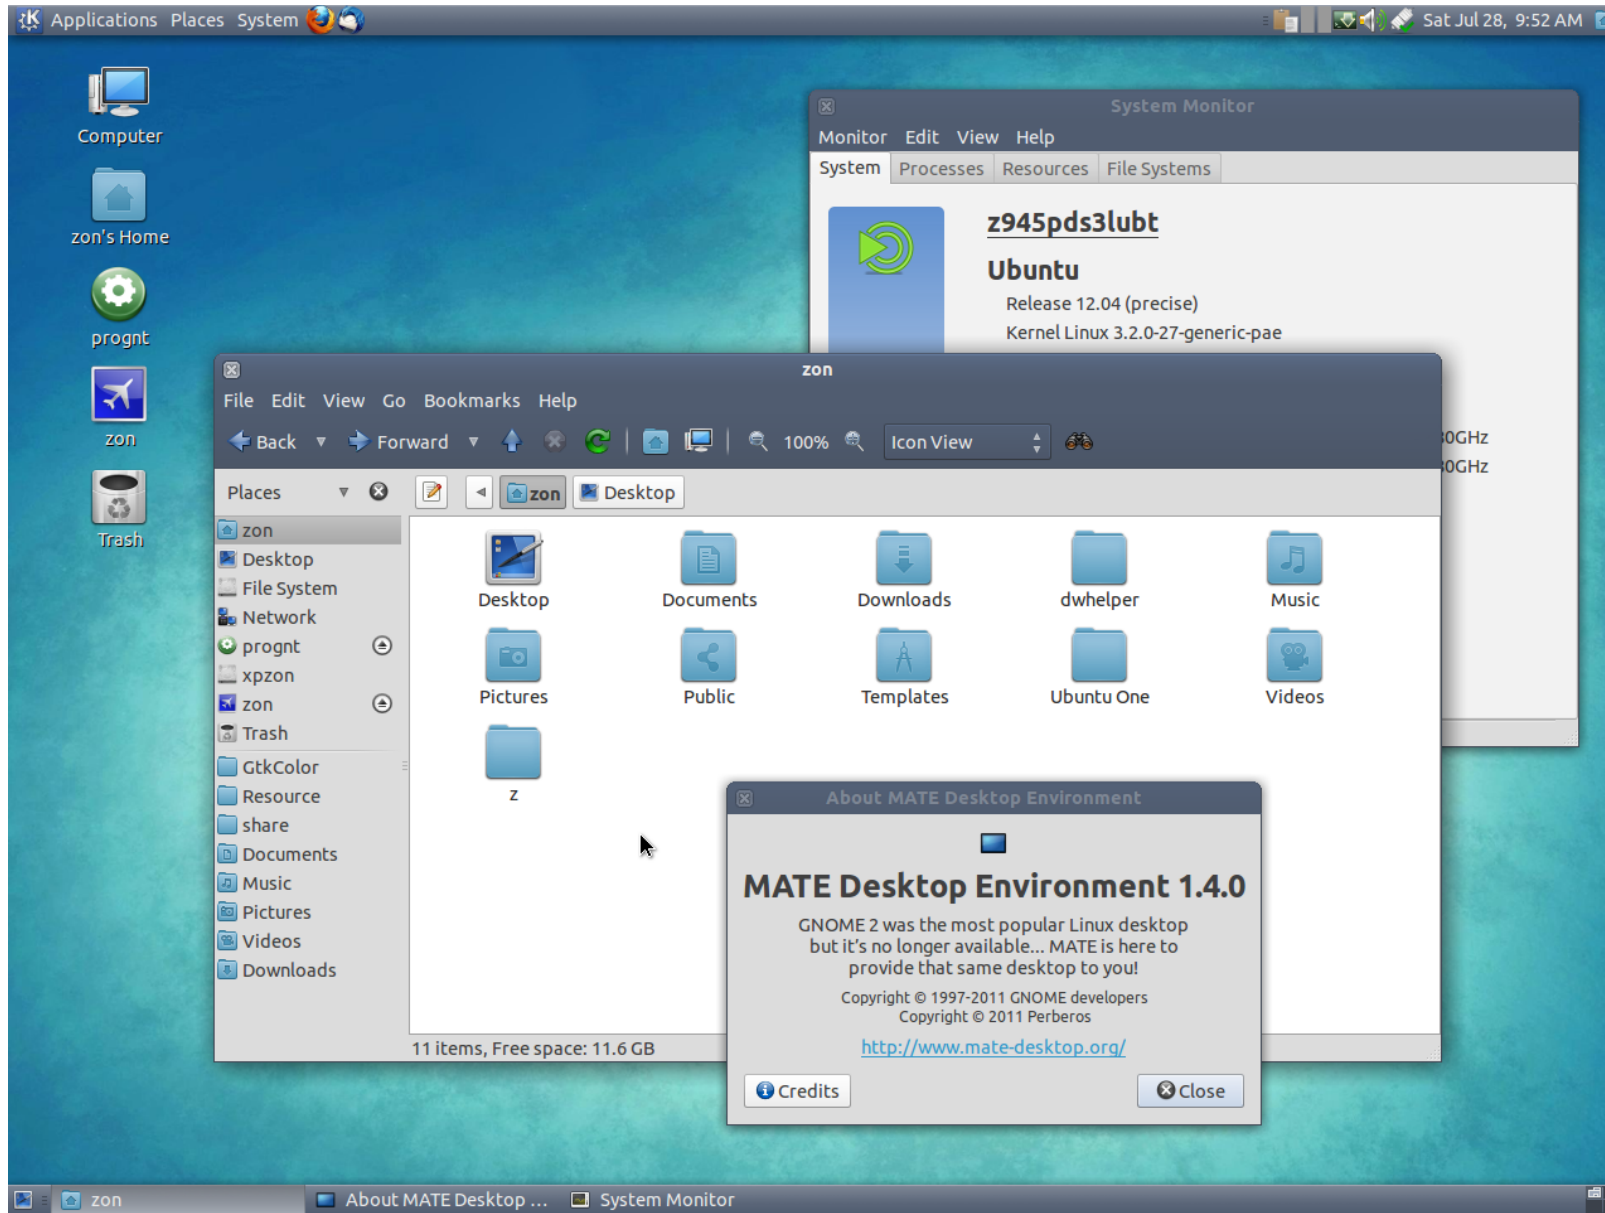 Applications Places System
Sat Jul 28, 9:52 AM
Computer
zon's Home
prognt
zon
Trash
System Monitor
Monitor Edit View Help
System Processes Resources File Systems
z945pds3lubt
Ubuntu
Release 12.04 (precise)
Kernel Linux 3.2.0-27-generic-pae
0GHz
0GHz
zon
File Edit View Go Bookmarks Help
Back Forward 100% Icon View
Places zon Desktop
zon
Desktop
File System
Network
prognt
xpzon
zon
Trash
GtkColor
Resource
share
Documents
Music
Pictures
Videos
Downloads
Desktop Documents Downloads dwhelper Music
Pictures Public Templates Ubuntu One Videos
z
11 items, Free space: 11.6 GB
About MATE Desktop Environment
MATE Desktop Environment 1.4.0
GNOME 2 was the most popular Linux desktop
but it's no longer available... MATE is here to
provide that same desktop to you!
Copyright © 1997-2011 GNOME developers
Copyright © 2011 Perberos
http://www.mate-desktop.org/
Credits Close
zon About MATE Desktop ... System Monitor